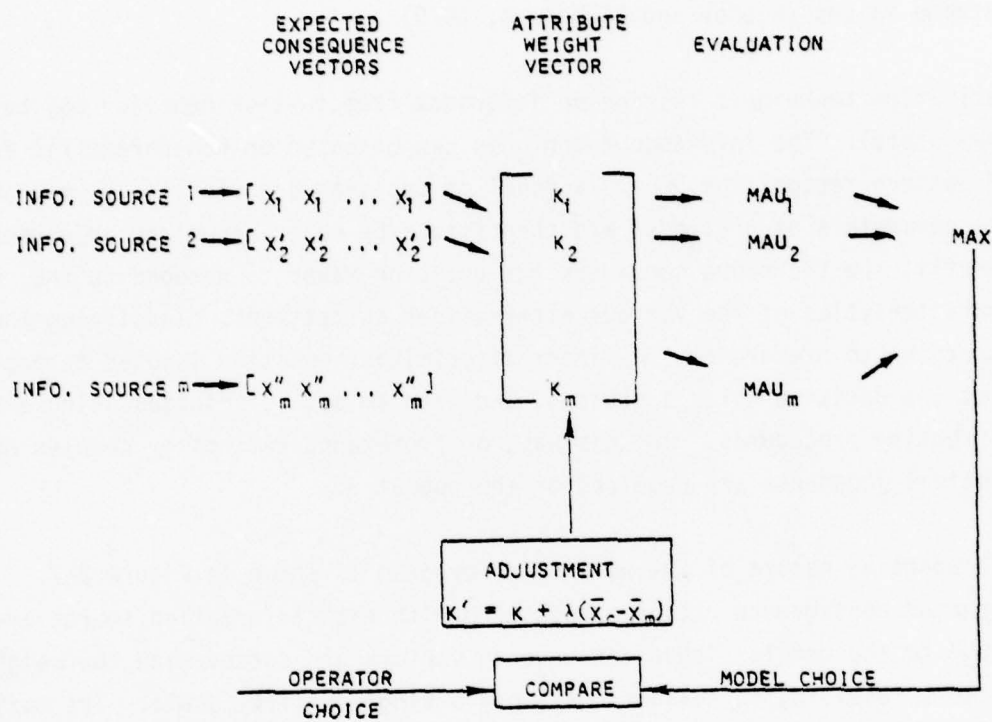 EXPECTED CONSEQUENCE VECTORS
ATTRIBUTE WEIGHT VECTOR
EVALUATION
INFO. SOURCE 1 [ X₁ X₁ ... X₁ ] K₁ MAU₁
INFO. SOURCE 2 [ X'₂ X'₂ ... X'₂ ] K₂ MAU₂
MAX
INFO. SOURCE m [ X"ₘ X"ₘ ... X"ₘ ] Kₘ MAUₘ
ADJUSTMENT
K' = K + λ(X̄c-X̄m)
OPERATOR CHOICE
COMPARE
MODEL CHOICE